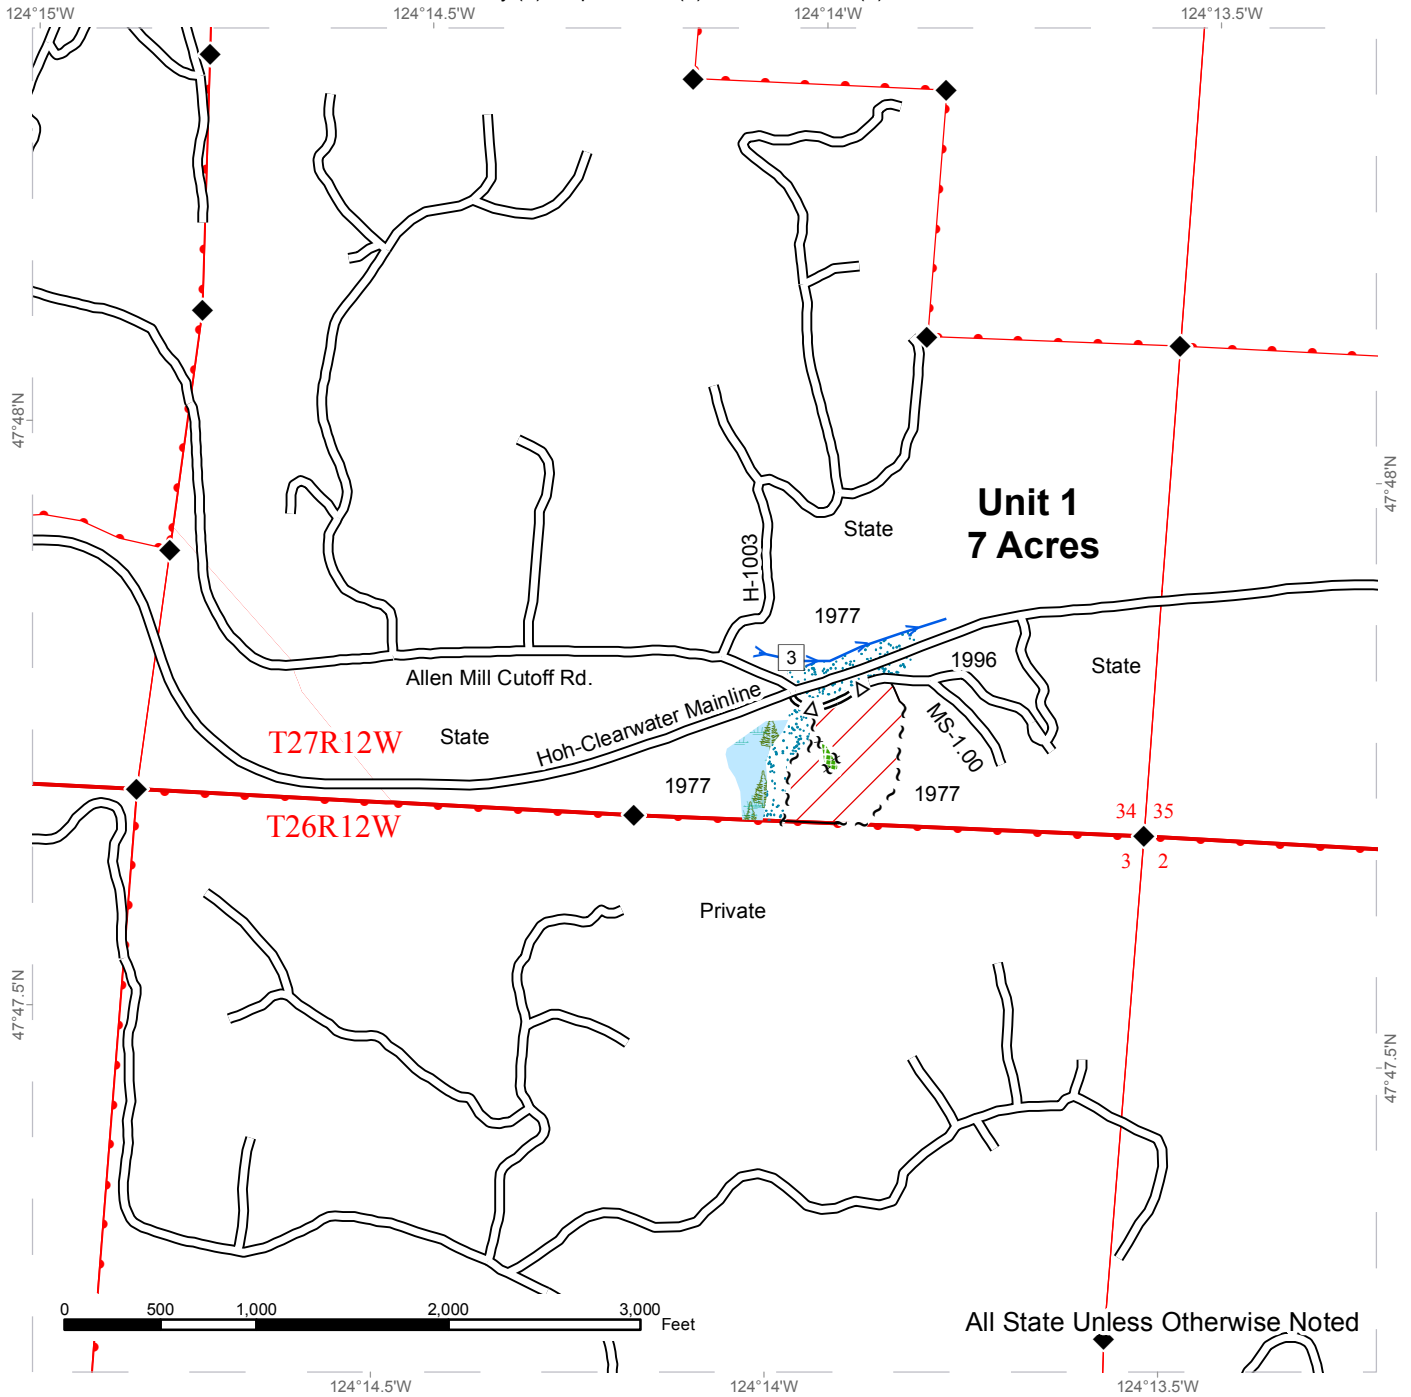 124°15'W
124°14.5'W
124°14'W
124°13.5'W
47°48'N
47°48'N
Unit 1
7 Acres
State
H-1003
1977
3
1996
State
Allen Mill Cutoff Rd.
Hoh-Clearwater Mainline
MS-1.00
State
T27R12W
1977
1977
34 35
T26R12W
3 2
Private
47°47.5'N
47°47.5'N
0 500 1,000 2,000 3,000
Feet
All State Unless Otherwise Noted
124°14.5'W
124°14'W
124°13.5'W